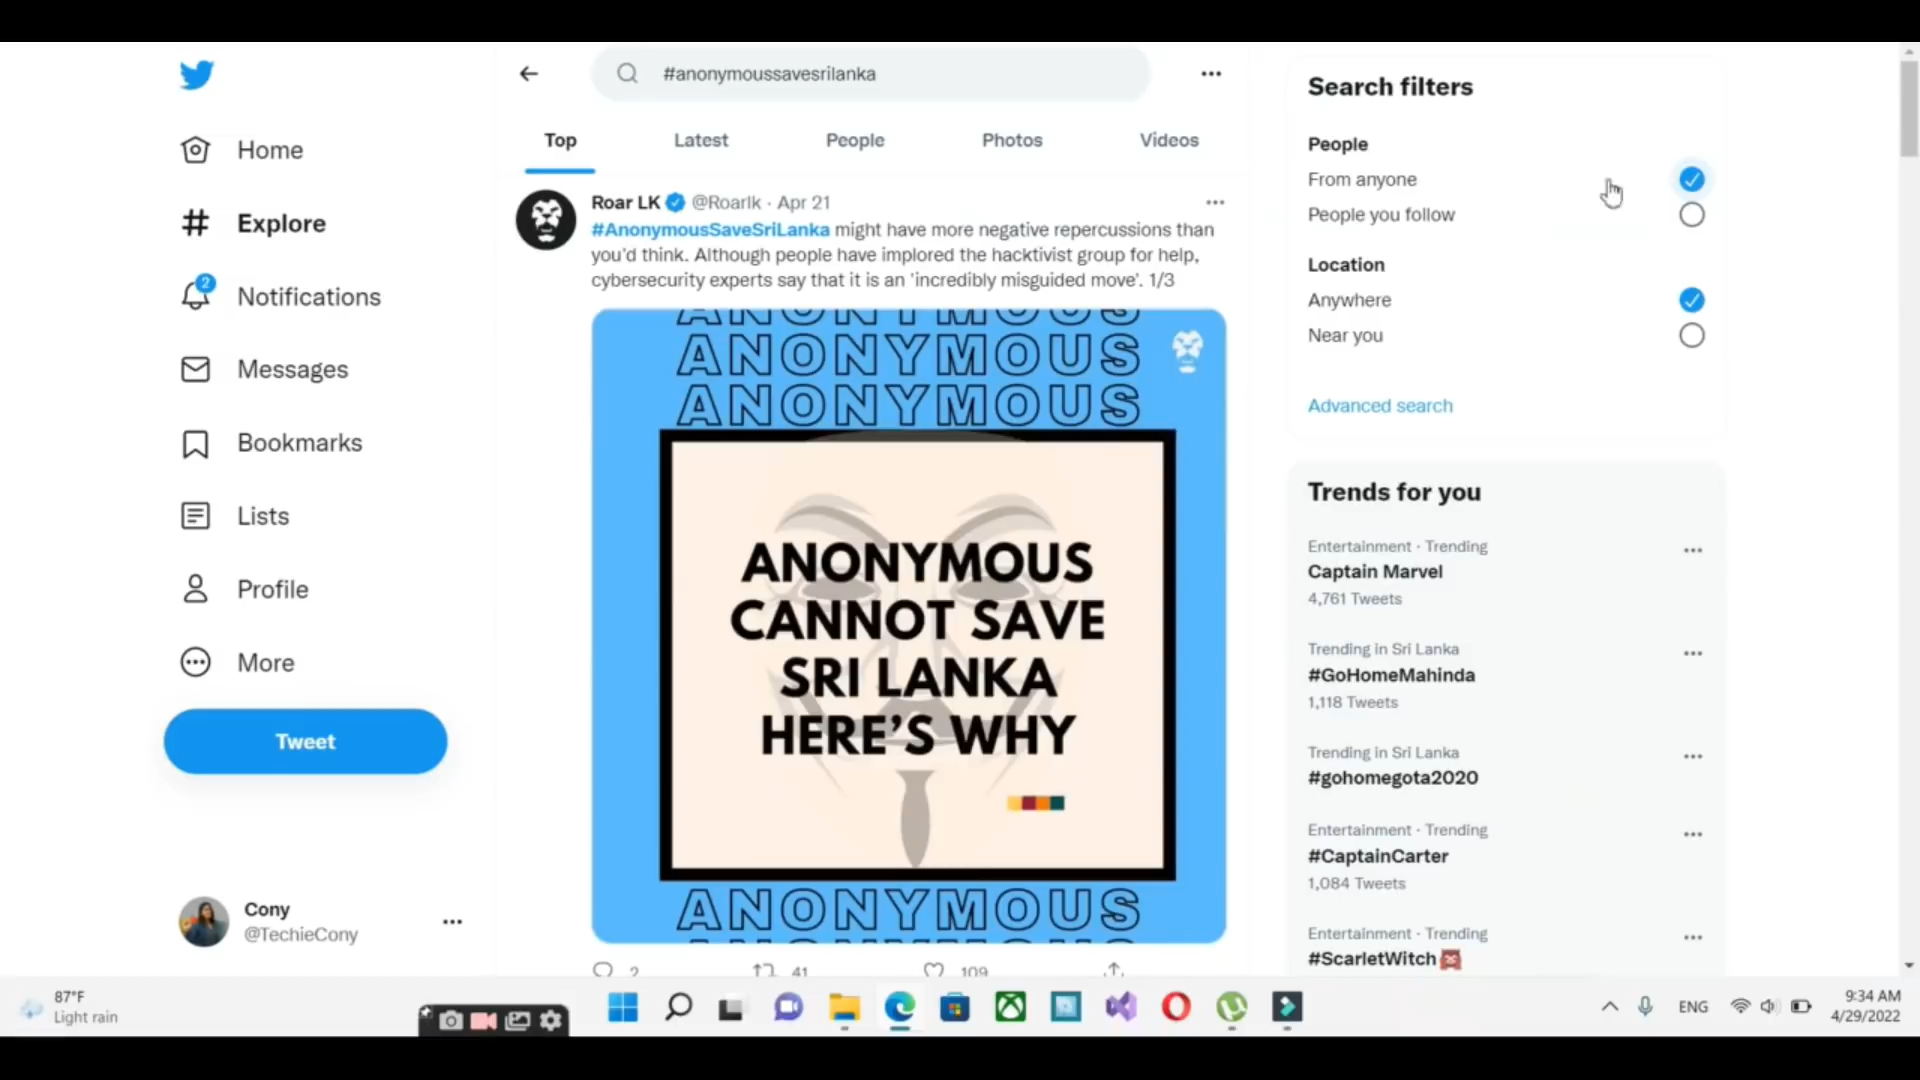 #anonymoussavesrilanka
Top
Latest
People
Photos
Videos
Home
Explore
2
Notifications
Messages
Bookmarks
Lists
Profile
More
Tweet
Cony
@TechieCony
Roar LK @Roarlk · Apr 21
#AnonymousSaveSriLanka might have more negative repercussions than
you'd think. Although people have implored the hacktivist group for help,
cybersecurity experts say that it is an 'incredibly misguided move'. 1/3
ANONYMOUS
ANONYMOUS
ANONYMOUS
ANONYMOUS
CANNOT SAVE
SRI LANKA
HERE'S WHY
ANONYMOUS
ANONYMOUS
2 41 109
Search filters
People
From anyone
People you follow
Location
Anywhere
Near you
Advanced search
Trends for you
Entertainment · Trending
Captain Marvel
4,761 Tweets
Trending in Sri Lanka
#GoHomeMahinda
1,118 Tweets
Trending in Sri Lanka
#gohomegota2020
Entertainment · Trending
#CaptainCarter
1,084 Tweets
Entertainment · Trending
#ScarletWitch
87°F
Light rain
ENG
9:34 AM
4/29/2022